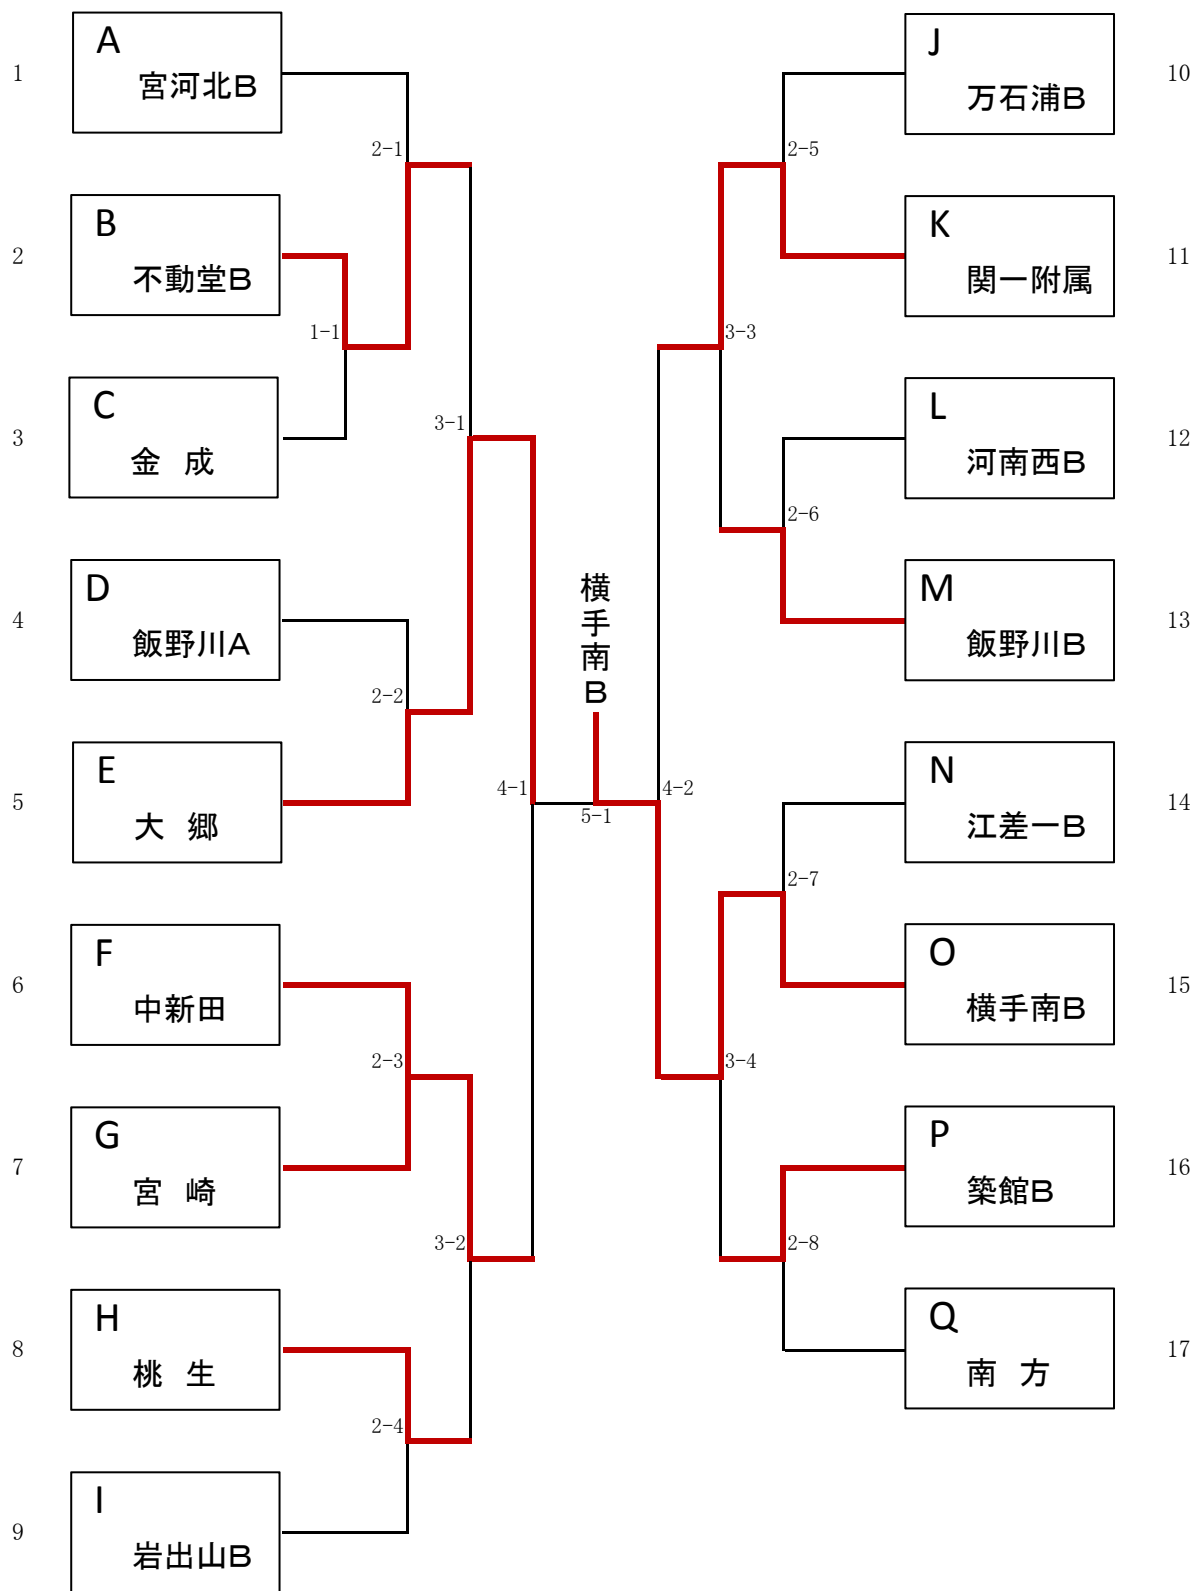 A
宮河北B
1
2-1
B
不動堂B
2
1-1
C
金 成
3
3-1
D
飯野川A
4
2-2
E
大 郷
5
4-1
F
中新田
6
2-3
G
宮 崎
7
3-2
H
桃 生
8
2-4
I
岩出山B
9
横手南B
5-1
J
万石浦B
10
2-5
K
関一附属
11
3-3
L
河南西B
12
2-6
M
飯野川B
13
4-2
N
江差一B
14
2-7
O
横手南B
15
3-4
P
築館B
16
2-8
Q
南 方
17